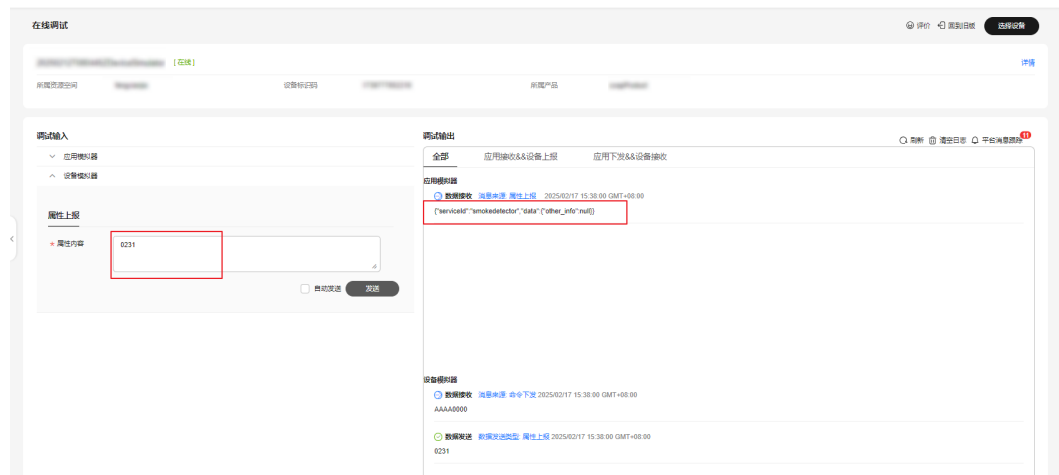 在线调试
评价 回到旧版 选择设备
[在线] 详情
所属资源空间 设备标识码 所属产品
调试输入
应用模拟器
设备模拟器
属性上报
* 属性内容 0231
自动发送 发送
调试输出
刷新 清空日志 平台消息跟踪 11
全部 应用接收&&设备上报 应用下发&&设备接收
应用模拟器
数据接收 消息来源: 属性上报 2025/02/17 15:38:00 GMT+08:00
{"serviceId":"smokedetector","data":{"other_info":null}}
设备模拟器
数据接收 消息来源: 命令下发 2025/02/17 15:38:00 GMT+08:00
AAAA0000
数据发送 数据发送类型: 属性上报 2025/02/17 15:38:00 GMT+08:00
0231